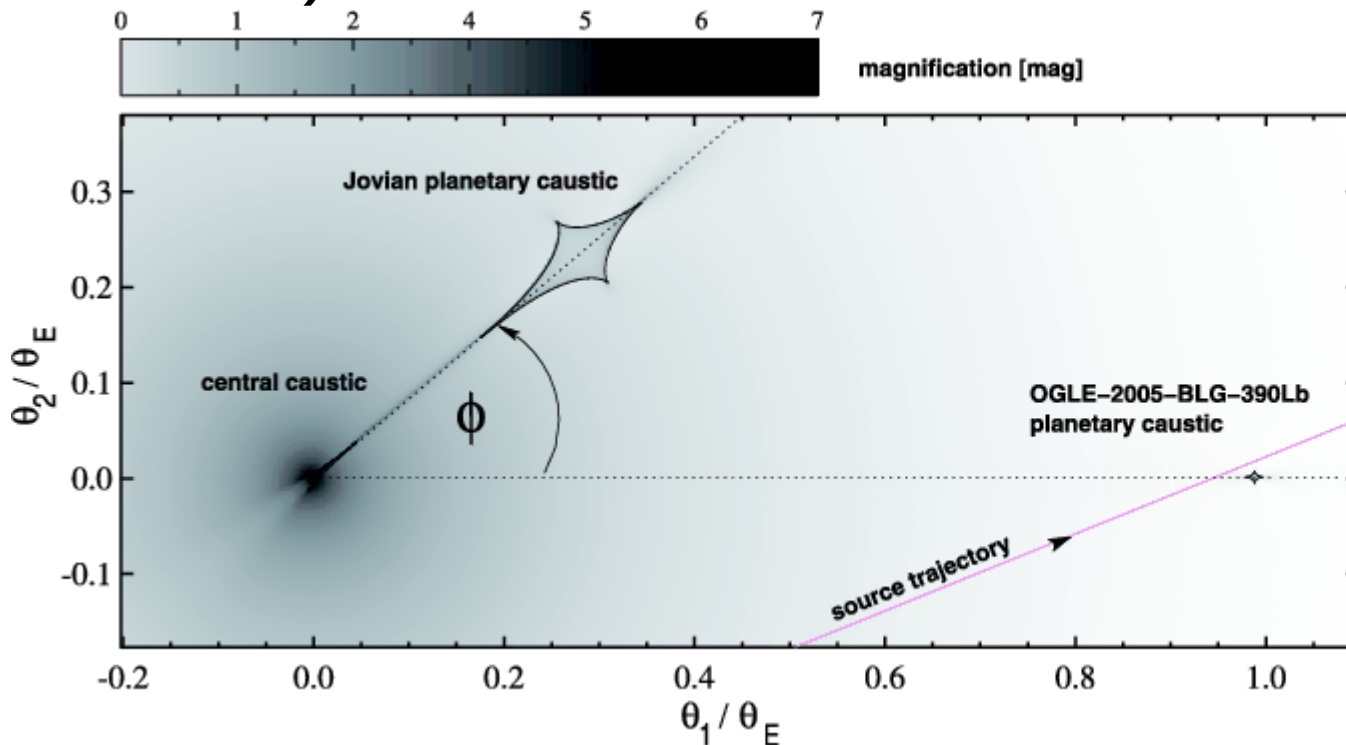 0 1 2 4 5 6 7
magnification [mag]
Jovian planetary caustic
central caustic
ϕ
OGLE–2005–BLG–390Lb
planetary caustic
source trajectory
0.3
0.2
0.1
0.0
-0.1
θ2 / θE
-0.2 0.0 0.2 0.4 0.6 0.8 1.0
θ1 / θE